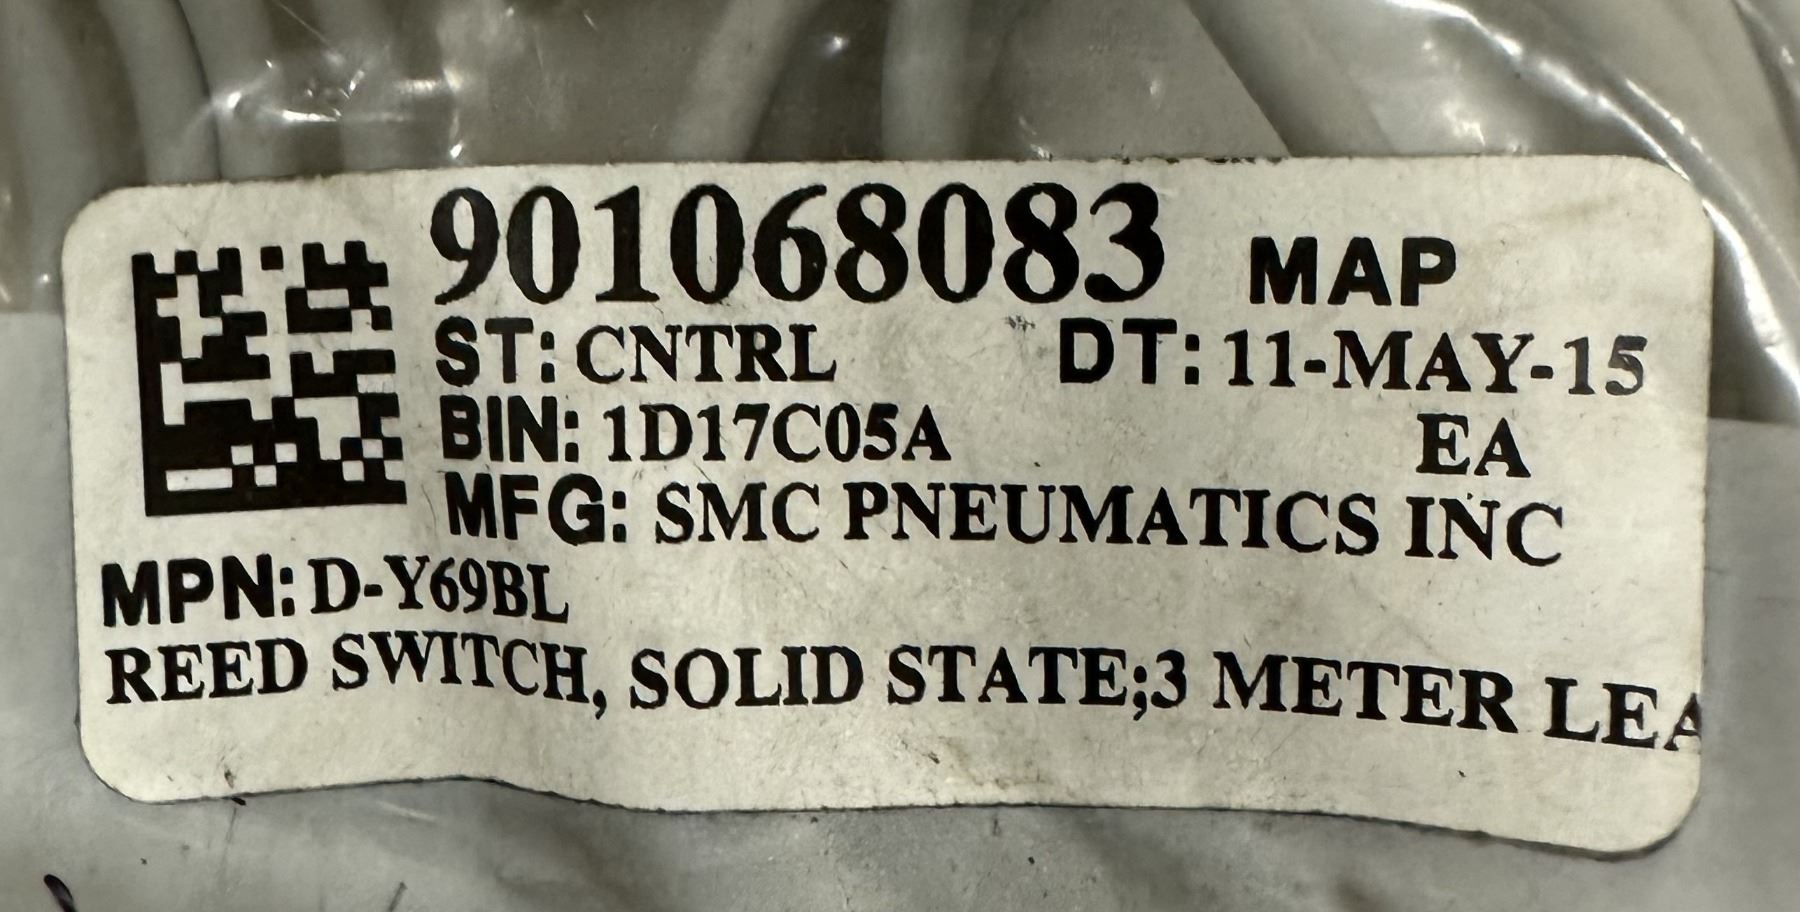 901068083 MAP
ST: CNTRL DT: 11-MAY-15
BIN: 1D17C05A EA
MFG: SMC PNEUMATICS INC
MPN: D-Y69BL
REED SWITCH, SOLID STATE;3 METER LEA